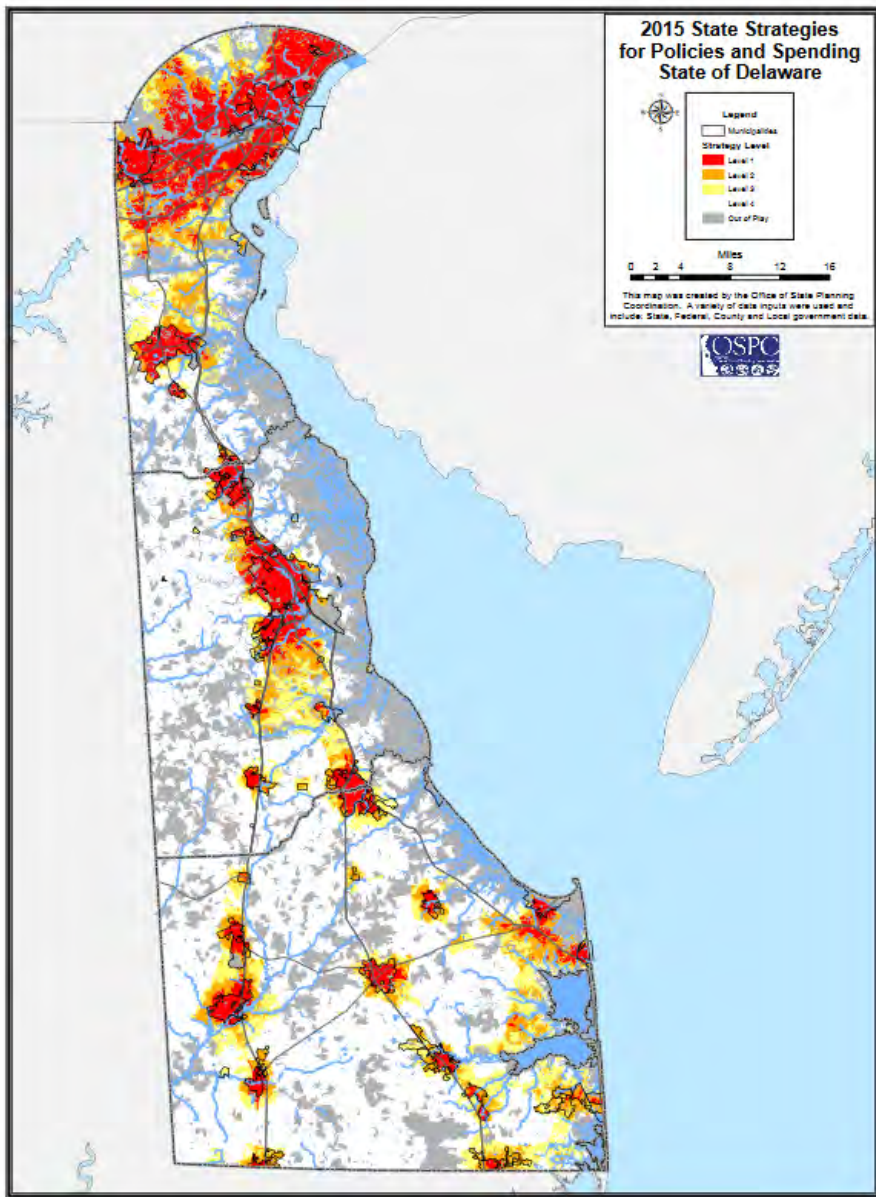 2015 State Strategies
for Policies and Spending
State of Delaware
N
W
E
S
Legend
Municipalities
Strategy Level
Level 1
Level 2
Level 3
Level 4
Out of Play
Miles
0 2 4 8 12 16
This map was created by the Office of State Planning
Coordination. A variety of data inputs were used and
include: State, Federal, County and Local government data.
OSPC